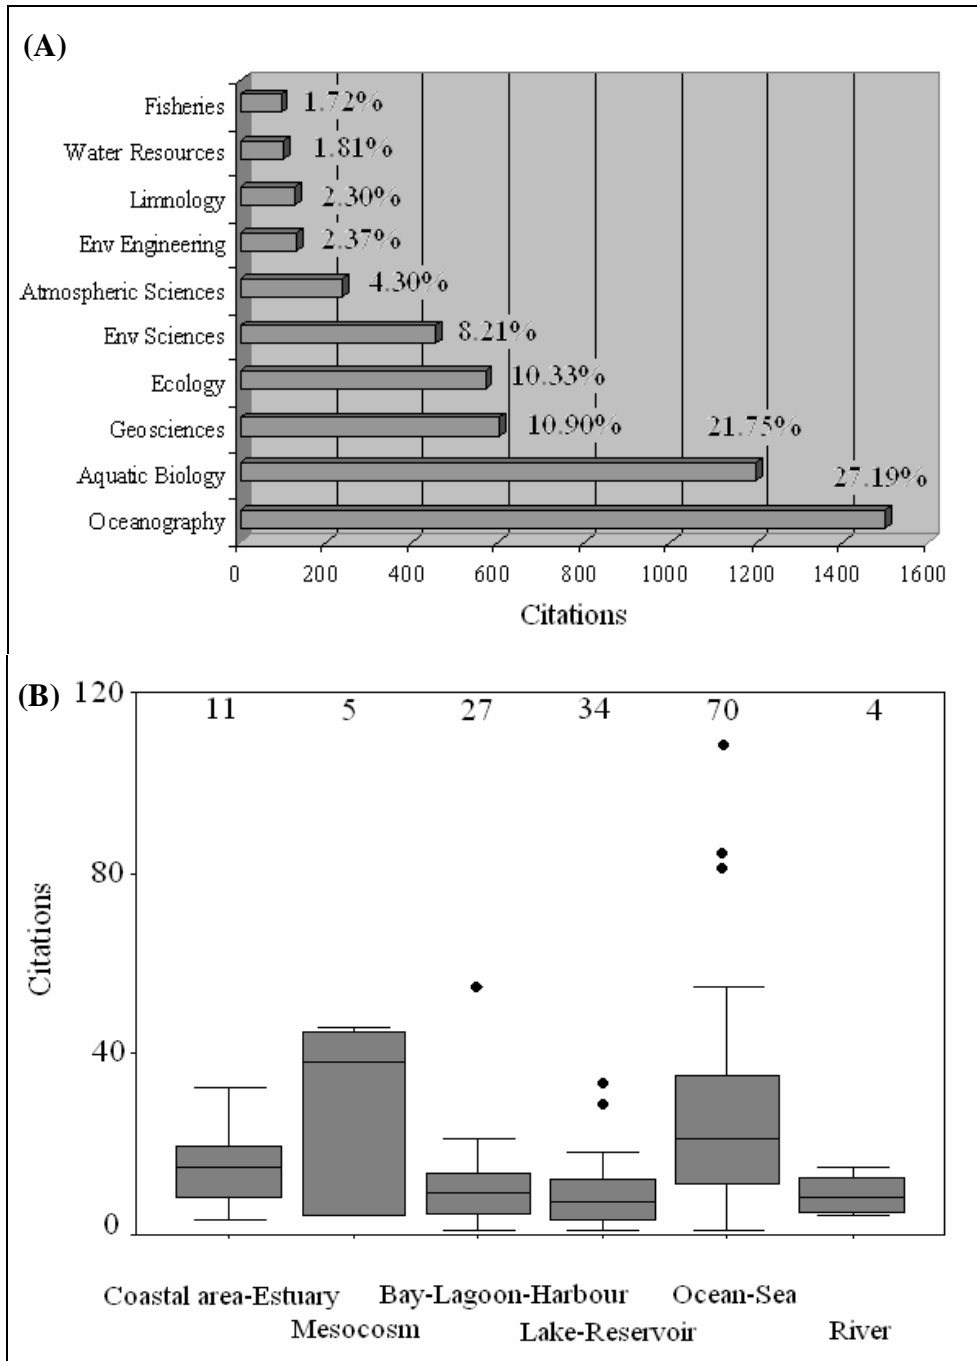 (A)
Fisheries 1.72%
Water Resources 1.81%
Limnology 2.30%
Env Engineering 2.37%
Atmospheric Sciences 4.30%
Env Sciences 8.21%
Ecology 10.33%
Geosciences 10.90%
Aquatic Biology 21.75%
Oceanography 27.19%
0 200 400 600 800 1000 1200 1400 1600
Citations
(B)
120
11 5 27 34 70 4
80
40
0
Citations
Coastal area-Estuary Bay-Lagoon-Harbour Ocean-Sea
Mesocosm Lake-Reservoir River